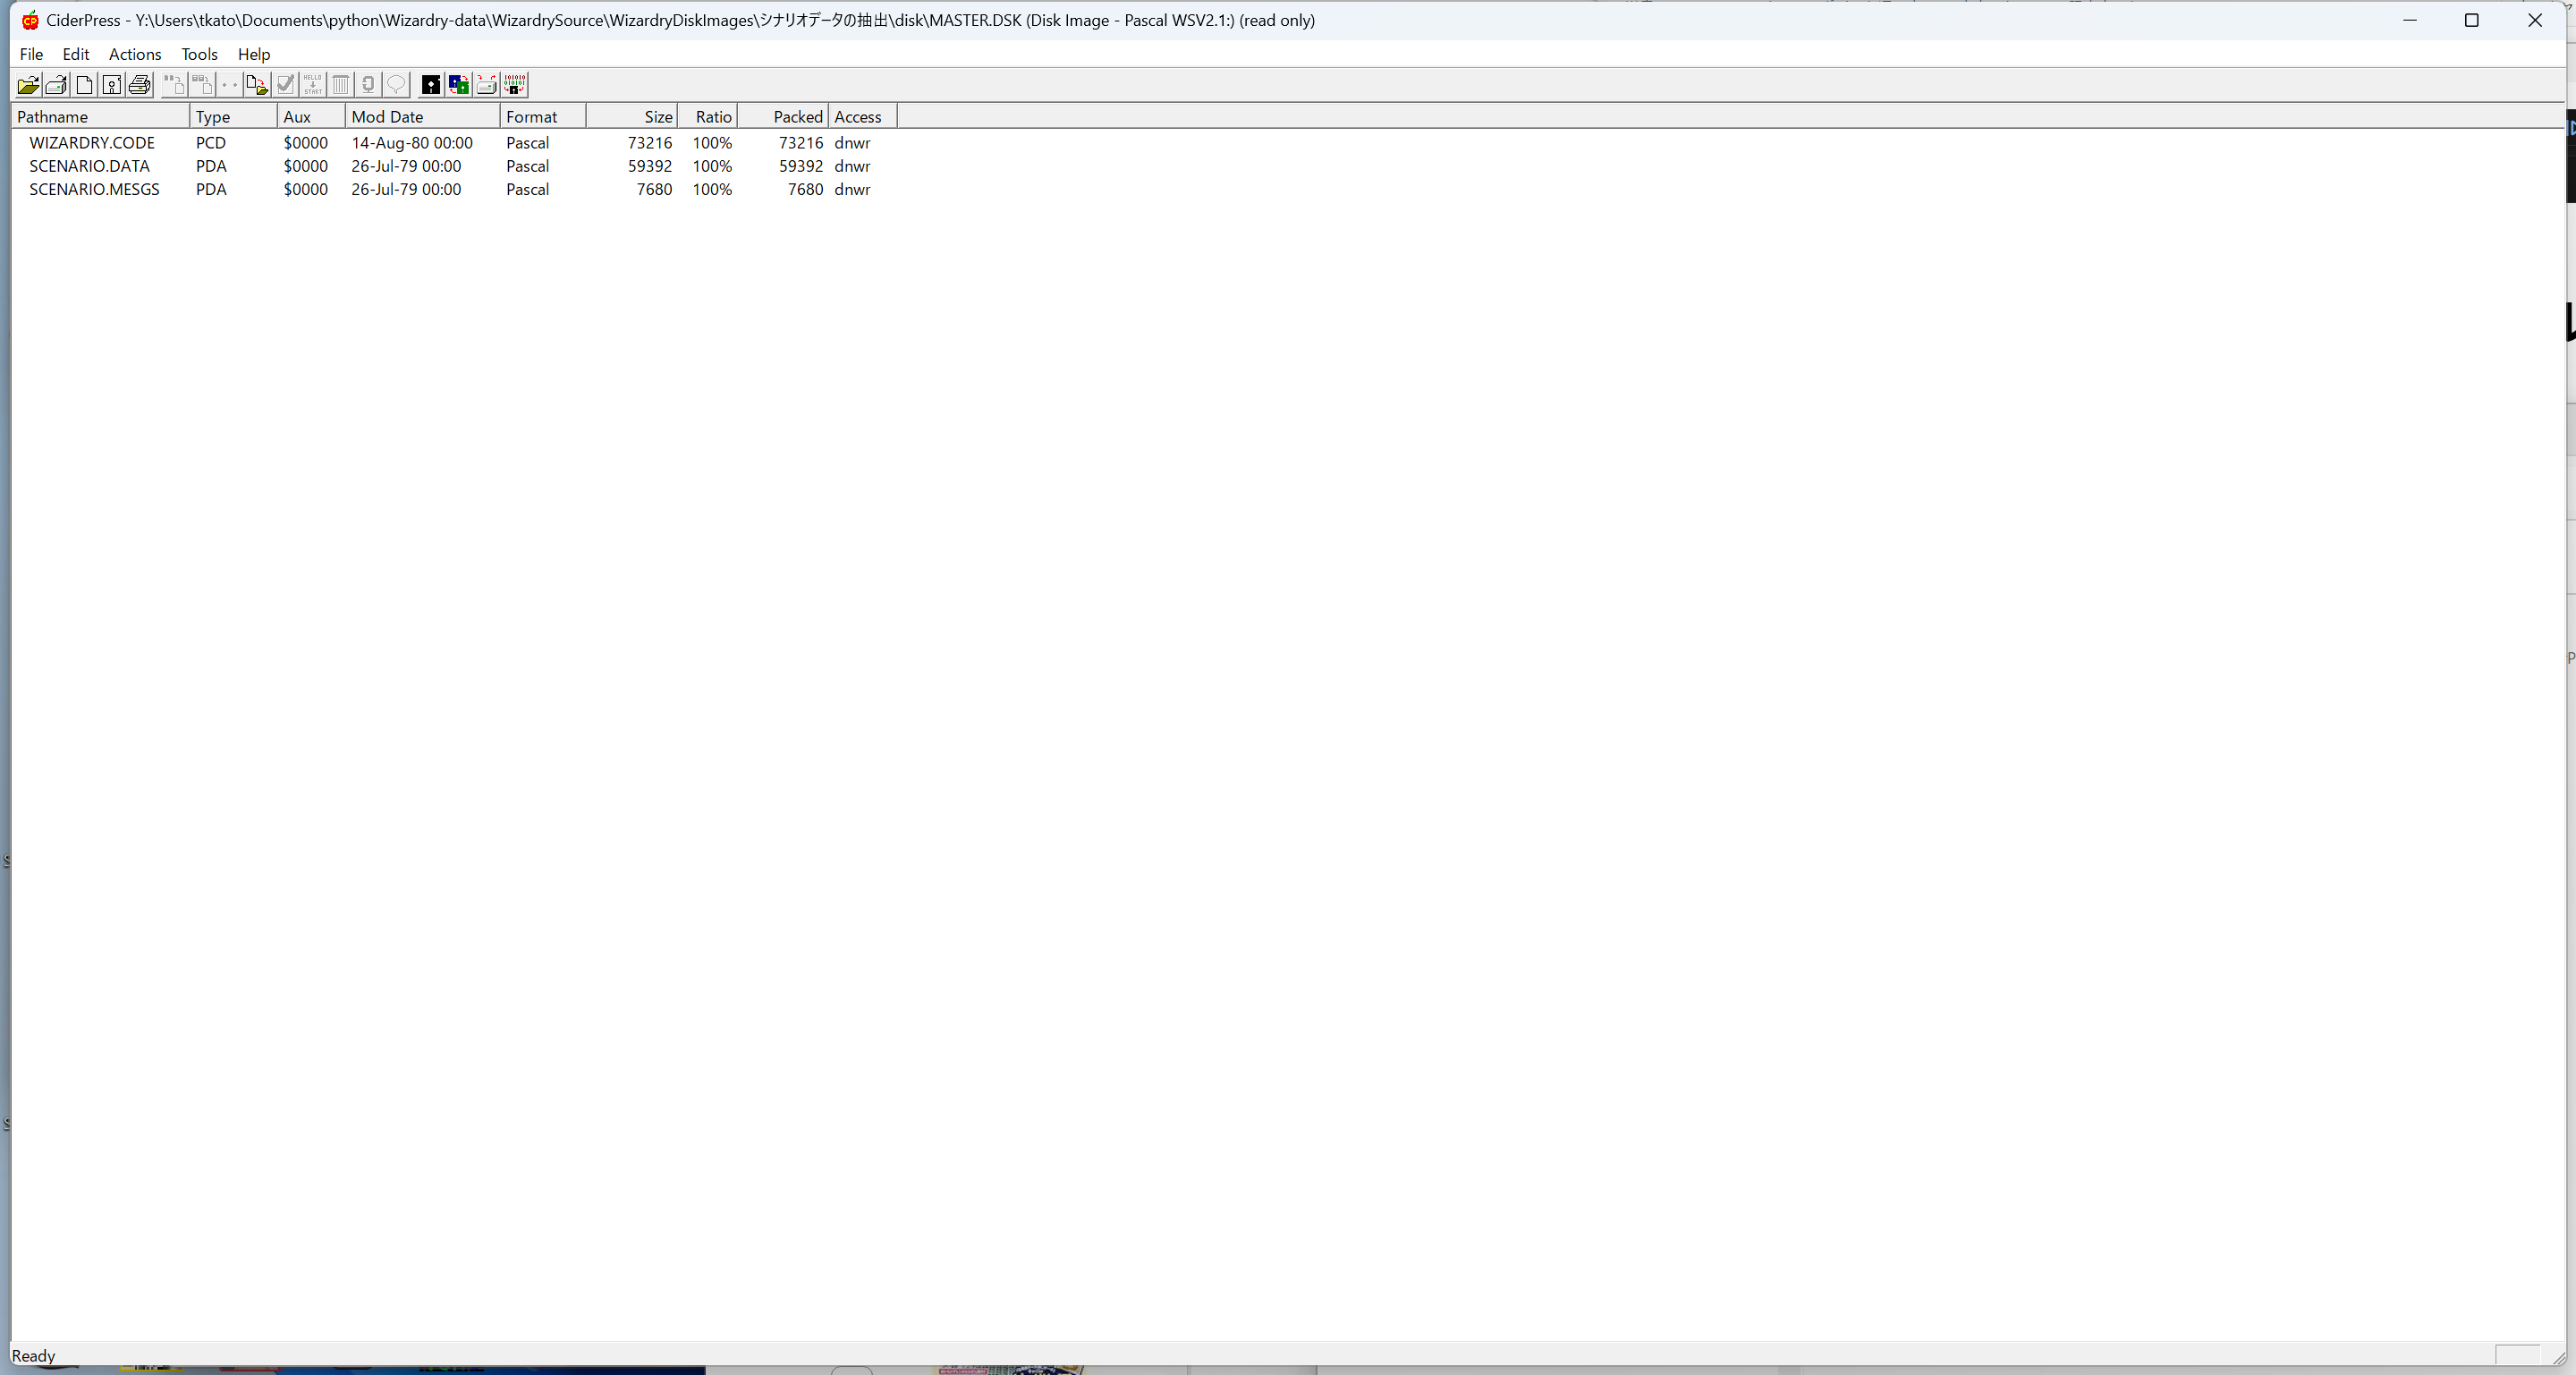 CiderPress - Y:\Users\tkato\Documents\python\Wizardry-data\WizardrySource\WizardryDiskImages\シナリオデータの抽出\disk\MASTER.DSK (Disk Image - Pascal WSV2.1:) (read only)
File Edit Actions Tools Help
Pathname Type Aux Mod Date Format Size Ratio Packed Access
WIZARDRY.CODE PCD $0000 14-Aug-80 00:00 Pascal 73216 100% 73216 dnwr
SCENARIO.DATA PDA $0000 26-Jul-79 00:00 Pascal 59392 100% 59392 dnwr
SCENARIO.MESGS PDA $0000 26-Jul-79 00:00 Pascal 7680 100% 7680 dnwr
Ready